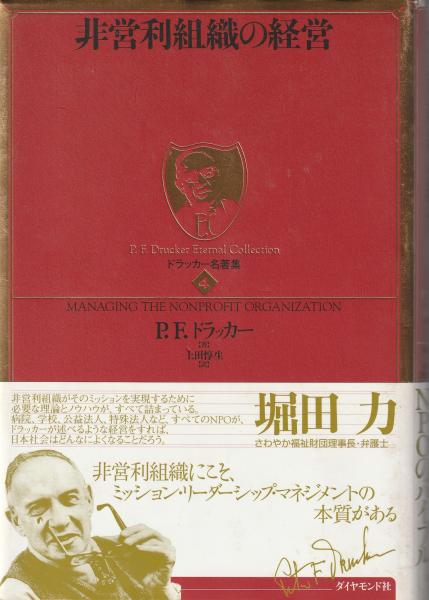 非営利組織の経営
P. F. Drucker Eternal Collection
ドラッカー名著集
4
MANAGING THE NONPROFIT ORGANIZATION
P.F.ドラッカー
[著]
上田惇生
[訳]
非営利組織がそのミッションを実現するために
必要な理論とノウハウが、すべて詰まっている。
病院、学校、公益法人、特殊法人など、すべてのNPOが、
ドラッカーが述べるような経営をすれば、
日本社会はどんなによくなることだろう。
堀田 力
さわやか福祉財団理事長・弁護士
非営利組織にこそ、
ミッション・リーダーシップ・マネジメントの
本質がある
Peter F. Drucker
ダイヤモンド社